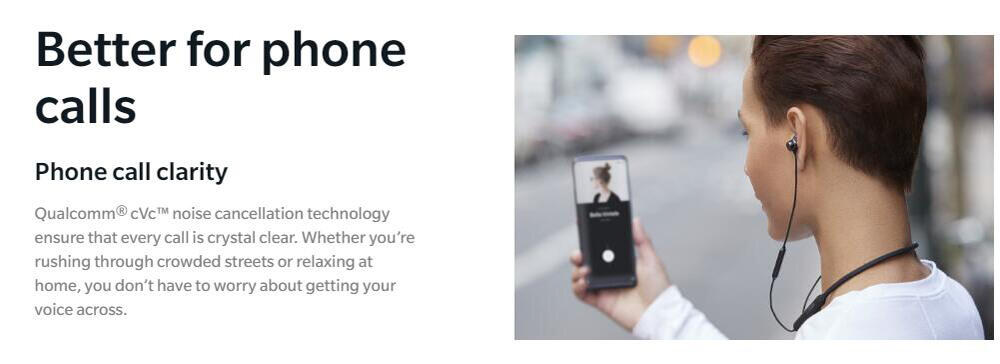 Better for phone
calls
Phone call clarity
Qualcomm® cVc™ noise cancellation technology
ensure that every call is crystal clear. Whether you’re
rushing through crowded streets or relaxing at
home, you don’t have to worry about getting your
voice across.